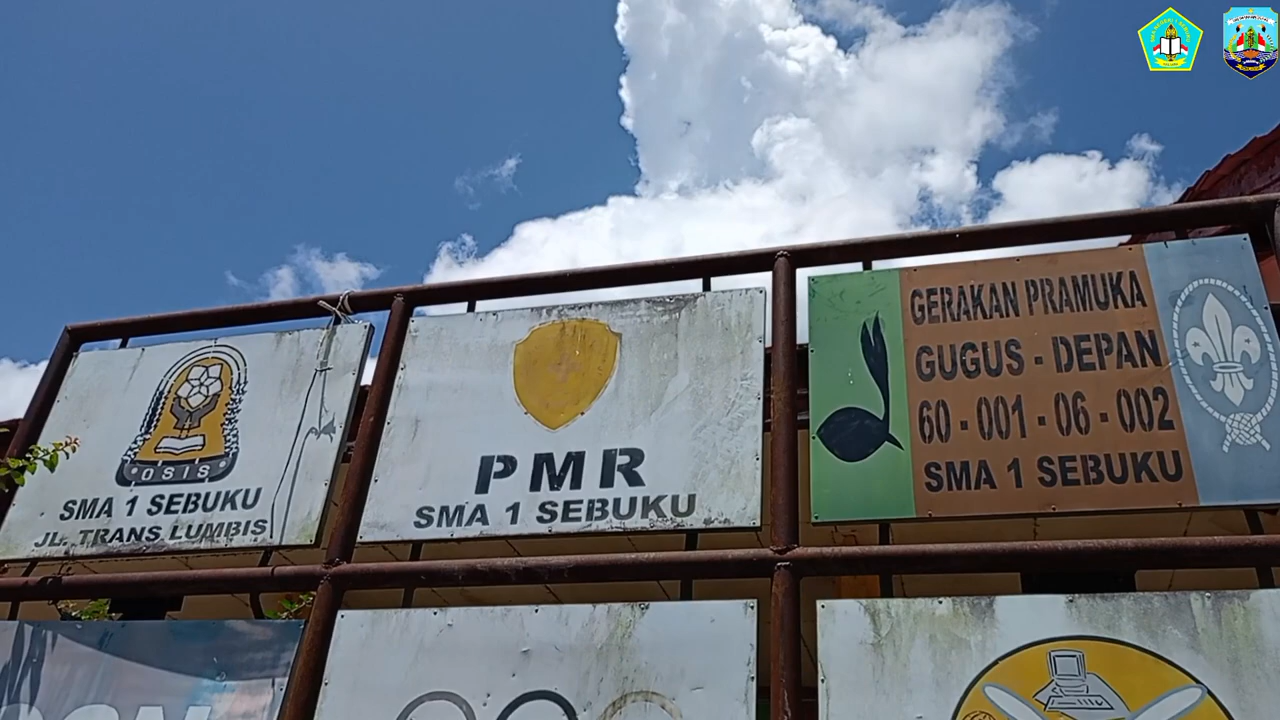 OSIS
SMA 1 SEBUKU
JL. TRANS LUMBIS
PMR
SMA 1 SEBUKU
GERAKAN PRAMUKA
GUGUS - DEPAN
60 - 001 - 06 - 002
SMA 1 SEBUKU